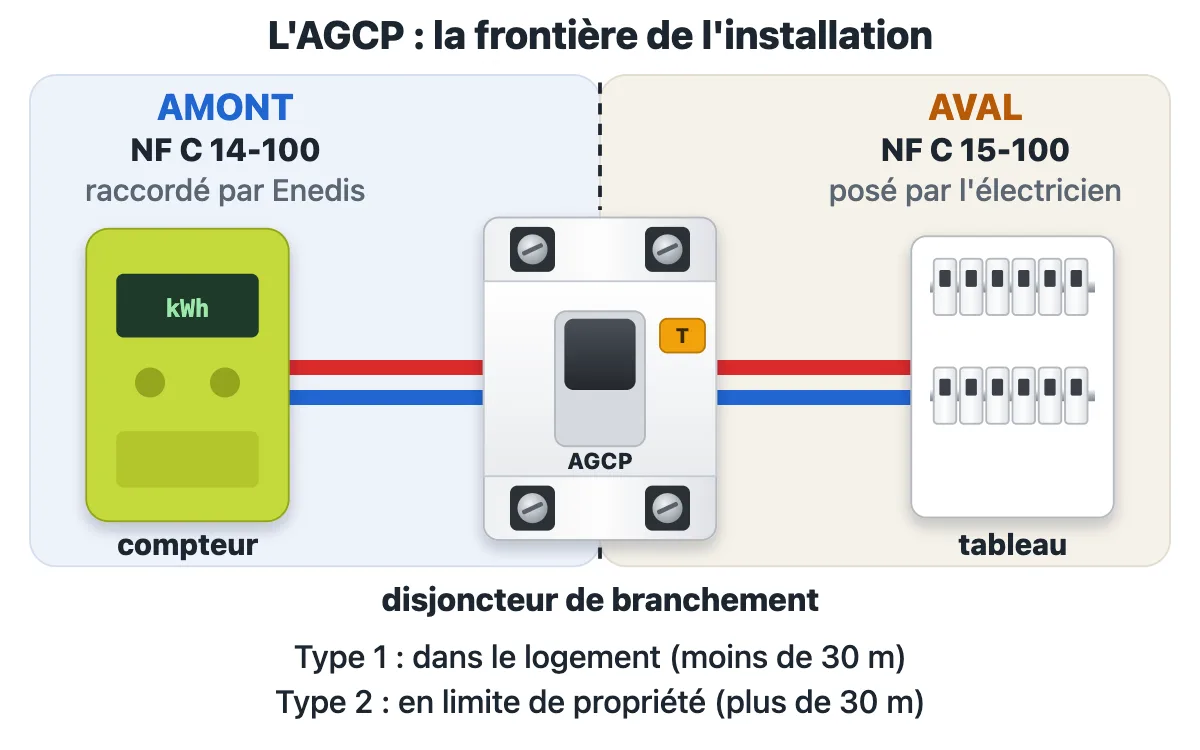 L'AGCP : la frontière de l'installation
AMONT
NF C 14-100
raccordé par Enedis
AVAL
NF C 15-100
posé par l'électricien
kWh
T
AGCP
compteur
tableau
disjoncteur de branchement
Type 1 : dans le logement (moins de 30 m)
Type 2 : en limite de propriété (plus de 30 m)